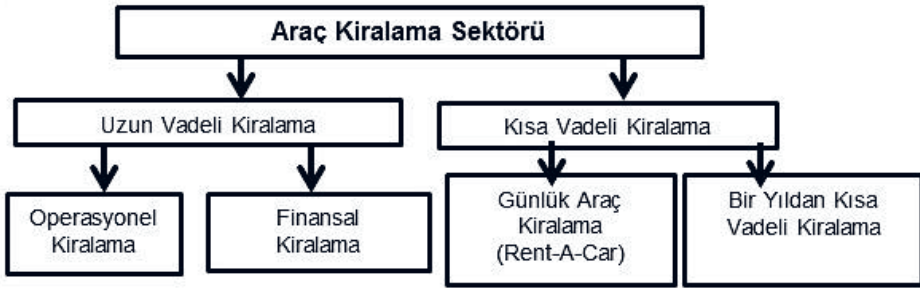 Araç Kiralama Sektörü
Uzun Vadeli Kiralama
Kısa Vadeli Kiralama
Operasyonel
Kiralama
Finansal
Kiralama
Günlük Araç
Kiralama
(Rent-A-Car)
Bir Yıldan Kısa
Vadeli Kiralama